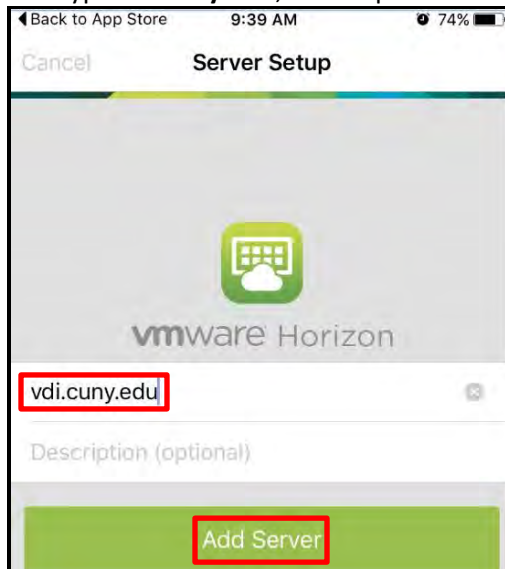 Back to App Store 9:39 AM 74%
Cancel Server Setup
vmware Horizon
vdi.cuny.edu
Description (optional)
Add Server